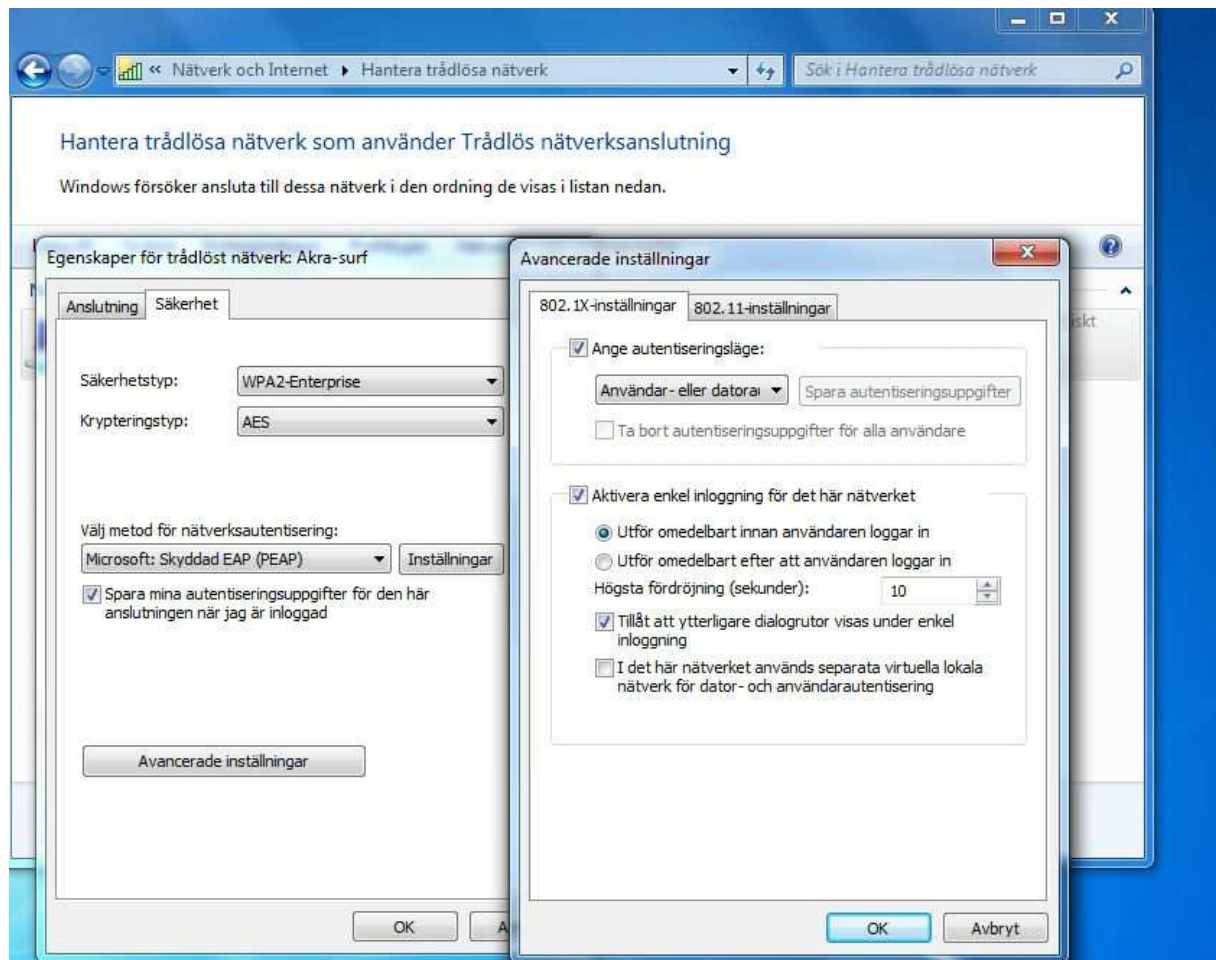 « Nätverk och Internet ▸ Hantera trådlösa nätverk
Sök i Hantera trådlösa nätverk
Hantera trådlösa nätverk som använder Trådlös nätverksanslutning
Windows försöker ansluta till dessa nätverk i den ordning de visas i listan nedan.
Egenskaper för trådlöst nätverk: Akra-surf
Anslutning
Säkerhet
Säkerhetstyp:
WPA2-Enterprise
Krypteringstyp:
AES
Välj metod för nätverksautentisering:
Microsoft: Skyddad EAP (PEAP)
Inställningar
Spara mina autentiseringsuppgifter för den här
anslutningen när jag är inloggad
Avancerade inställningar
OK
Avancerade inställningar
802.1X-inställningar
802.11-inställningar
Ange autentiseringsläge:
Användar- eller datorau
Spara autentiseringsuppgifter
Ta bort autentiseringsuppgifter för alla användare
Aktivera enkel inloggning för det här nätverket
Utför omedelbart innan användaren loggar in
Utför omedelbart efter att användaren loggar in
Högsta fördröjning (sekunder):
10
Tillåt att ytterligare dialogrutor visas under enkel
inloggning
I det här nätverket används separata virtuella lokala
nätverk för dator- och användarautentisering
OK
Avbryt